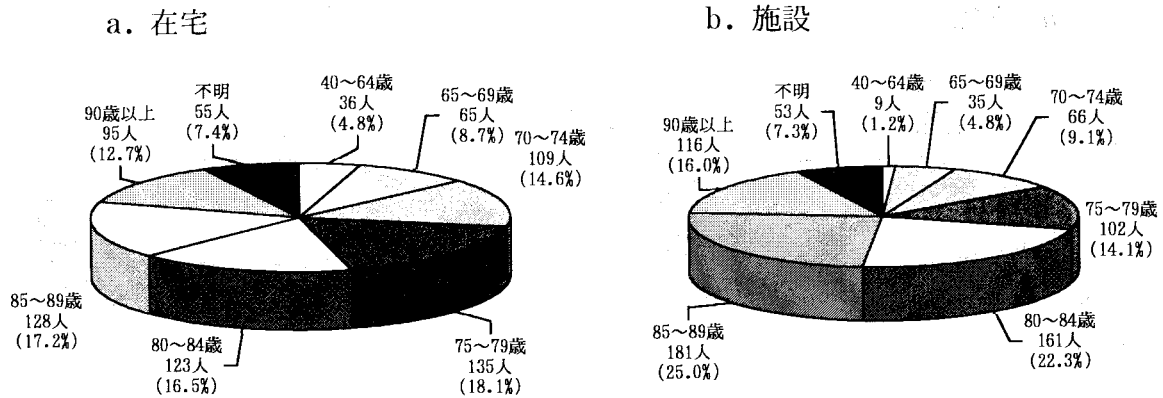 a. 在宅
不明
55人
(7.4%)
40～64歳
36人
(4.8%)
65～69歳
65人
(8.7%)
70～74歳
109人
(14.6%)
75～79歳
135人
(18.1%)
80～84歳
123人
(16.5%)
85～89歳
128人
(17.2%)
90歳以上
95人
(12.7%)
b. 施設
不明
53人
(7.3%)
40～64歳
9人
(1.2%)
65～69歳
35人
(4.8%)
70～74歳
66人
(9.1%)
75～79歳
102人
(14.1%)
80～84歳
161人
(22.3%)
85～89歳
181人
(25.0%)
90歳以上
116人
(16.0%)